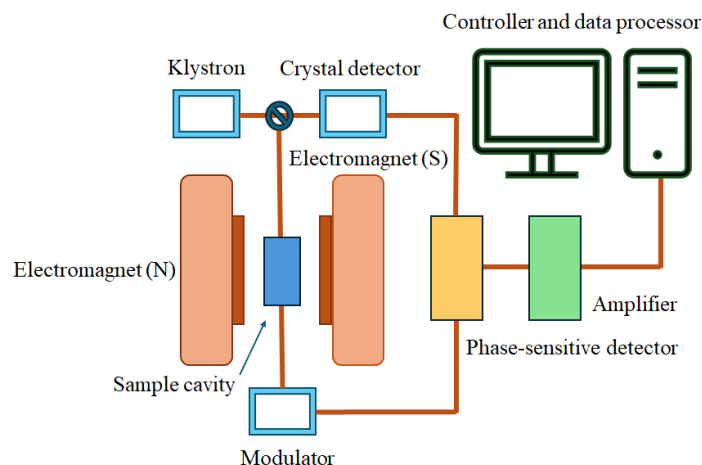 Controller and data processor
Klystron
Crystal detector
Electromagnet (S)
Electromagnet (N)
Amplifier
Phase-sensitive detector
Sample cavity
Modulator